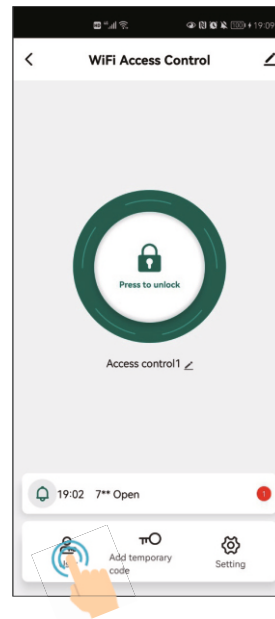 19:09
WiFi Access Control
Press to unlock
Access control1
19:02 7** Open
1
Add temporary
code
Setting